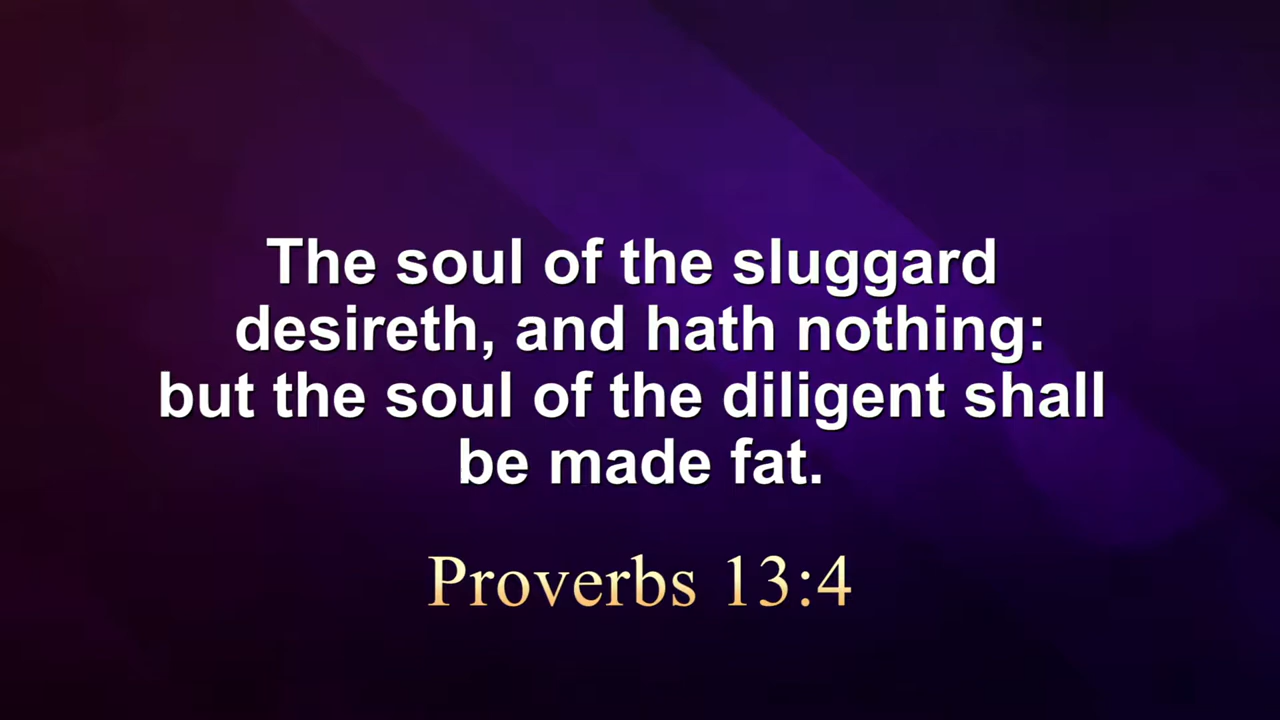 The soul of the sluggard
desireth, and hath nothing:
but the soul of the diligent shall
be made fat.
Proverbs 13:4